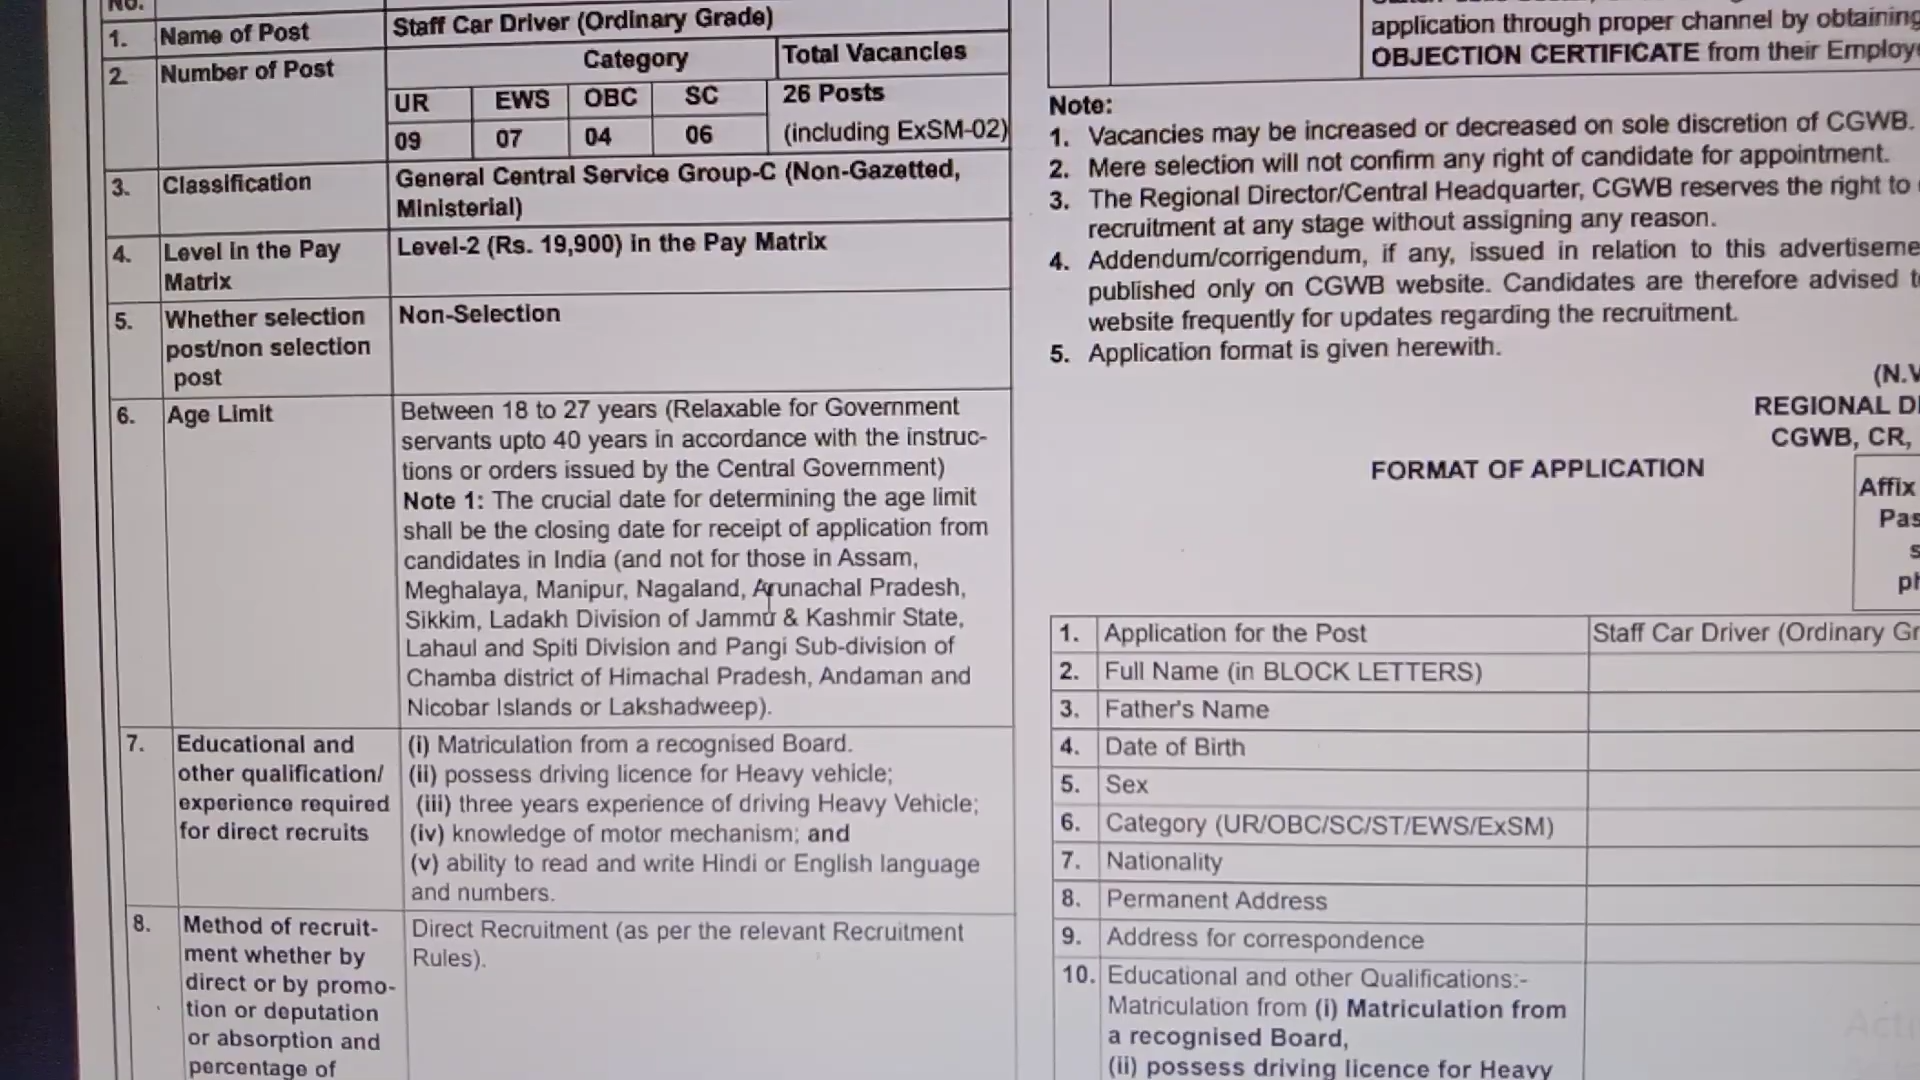 No.
1. Name of Post Staff Car Driver (Ordinary Grade)
2. Number of Post Category Total Vacancies
UR EWS OBC SC 26 Posts
09 07 04 06 (including ExSM-02)
3. Classification General Central Service Group-C (Non-Gazetted,
Ministerial)
4. Level in the Pay Level-2 (Rs. 19,900) in the Pay Matrix
Matrix
5. Whether selection Non-Selection
post/non selection
post
6. Age Limit Between 18 to 27 years (Relaxable for Government
servants upto 40 years in accordance with the instruc-
tions or orders issued by the Central Government)
Note 1: The crucial date for determining the age limit
shall be the closing date for receipt of application from
candidates in India (and not for those in Assam,
Meghalaya, Manipur, Nagaland, Arunachal Pradesh,
Sikkim, Ladakh Division of Jammu & Kashmir State,
Lahaul and Spiti Division and Pangi Sub-division of
Chamba district of Himachal Pradesh, Andaman and
Nicobar Islands or Lakshadweep).
7. Educational and (i) Matriculation from a recognised Board.
other qualification/ (ii) possess driving licence for Heavy vehicle;
experience required (iii) three years experience of driving Heavy Vehicle;
for direct recruits (iv) knowledge of motor mechanism; and
(v) ability to read and write Hindi or English language
and numbers.
8. Method of recruit- Direct Recruitment (as per the relevant Recruitment
ment whether by Rules).
direct or by promo-
tion or deputation
or absorption and
percentage of
application through proper channel by obtaining
OBJECTION CERTIFICATE from their Employe
Note:
1. Vacancies may be increased or decreased on sole discretion of CGWB.
2. Mere selection will not confirm any right of candidate for appointment.
3. The Regional Director/Central Headquarter, CGWB reserves the right to
recruitment at any stage without assigning any reason.
4. Addendum/corrigendum, if any, issued in relation to this advertiseme
published only on CGWB website. Candidates are therefore advised t
website frequently for updates regarding the recruitment.
5. Application format is given herewith.
(N.V
REGIONAL DI
CGWB, CR,
FORMAT OF APPLICATION
Affix
Pas
s
ph
1. Application for the Post Staff Car Driver (Ordinary Gr
2. Full Name (in BLOCK LETTERS)
3. Father's Name
4. Date of Birth
5. Sex
6. Category (UR/OBC/SC/ST/EWS/ExSM)
7. Nationality
8. Permanent Address
9. Address for correspondence
10. Educational and other Qualifications:-
Matriculation from (i) Matriculation from
a recognised Board,
(ii) possess driving licence for Heavy